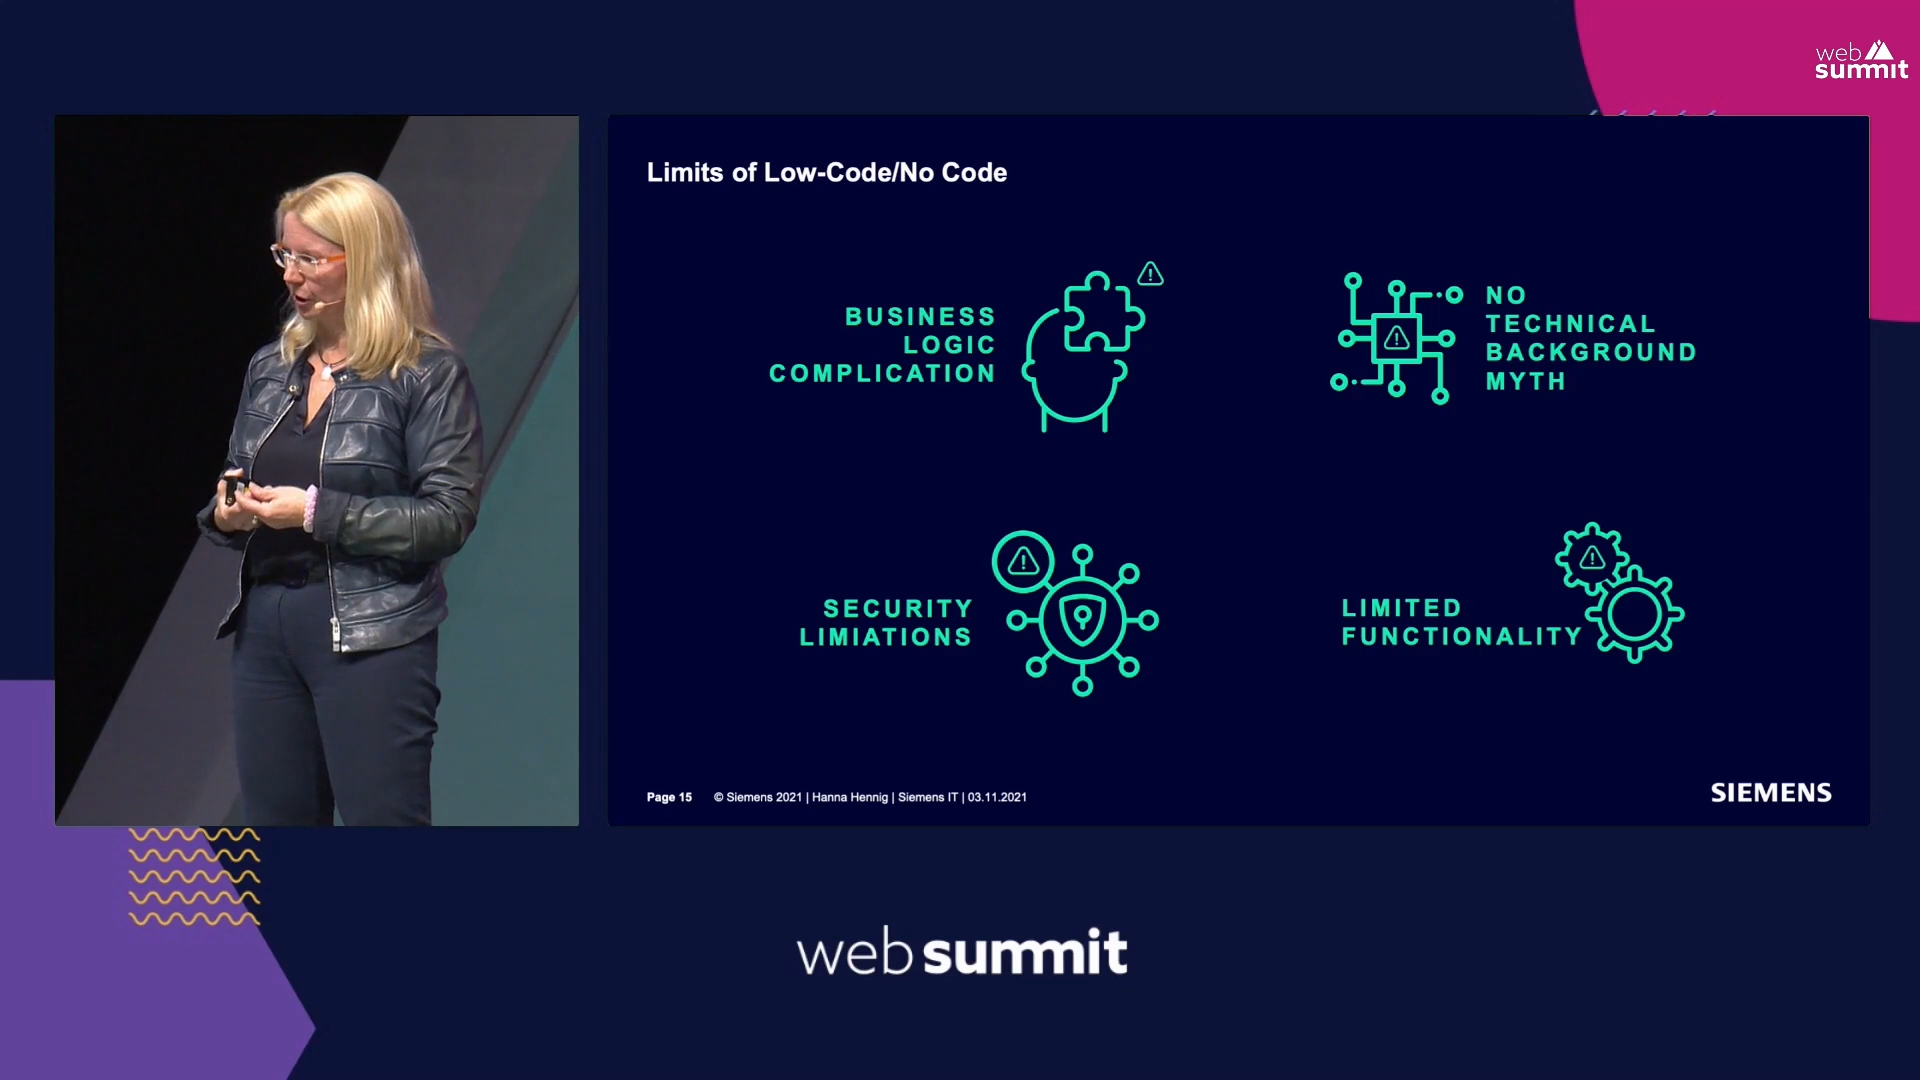 web
summit
Limits of Low-Code/No Code
BUSINESS
LOGIC
COMPLICATION
NO
TECHNICAL
BACKGROUND
MYTH
SECURITY
LIMIATIONS
LIMITED
FUNCTIONALITY
Page 15 © Siemens 2021 | Hanna Hennig | Siemens IT | 03.11.2021
SIEMENS
web summit